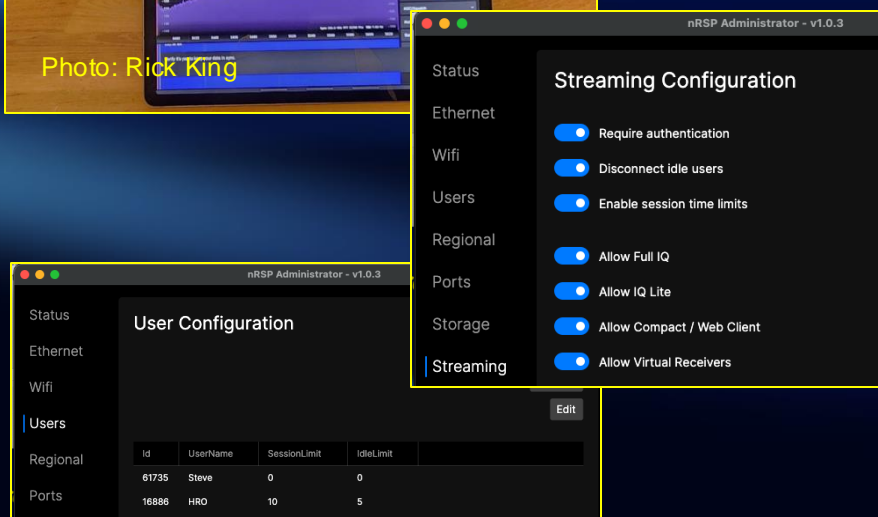 Photo: Rick King
nRSP Administrator - v1.0.3
Status
Ethernet
Wifi
Users
Regional
Ports
Storage
Streaming
Streaming Configuration
Require authentication
Disconnect idle users
Enable session time limits
Allow Full IQ
Allow IQ Lite
Allow Compact / Web Client
Allow Virtual Receivers
nRSP Administrator - v1.0.3
Status
Ethernet
Wifi
Users
Regional
Ports
User Configuration
Edit
Id UserName SessionLimit IdleLimit
61735 Steve 0 0
16886 HRO 10 5